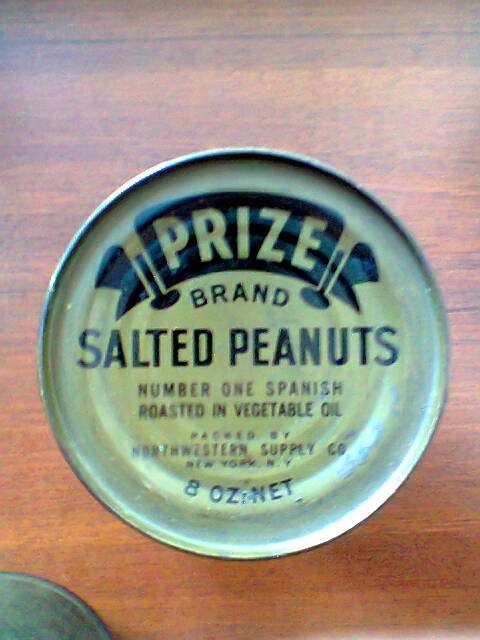 PRIZE
BRAND
SALTED PEANUTS
NUMBER ONE SPANISH
ROASTED IN VEGETABLE OIL
PACKED BY
NORTHWESTERN SUPPLY CO
NEW YORK, N.Y.
8 OZ. NET